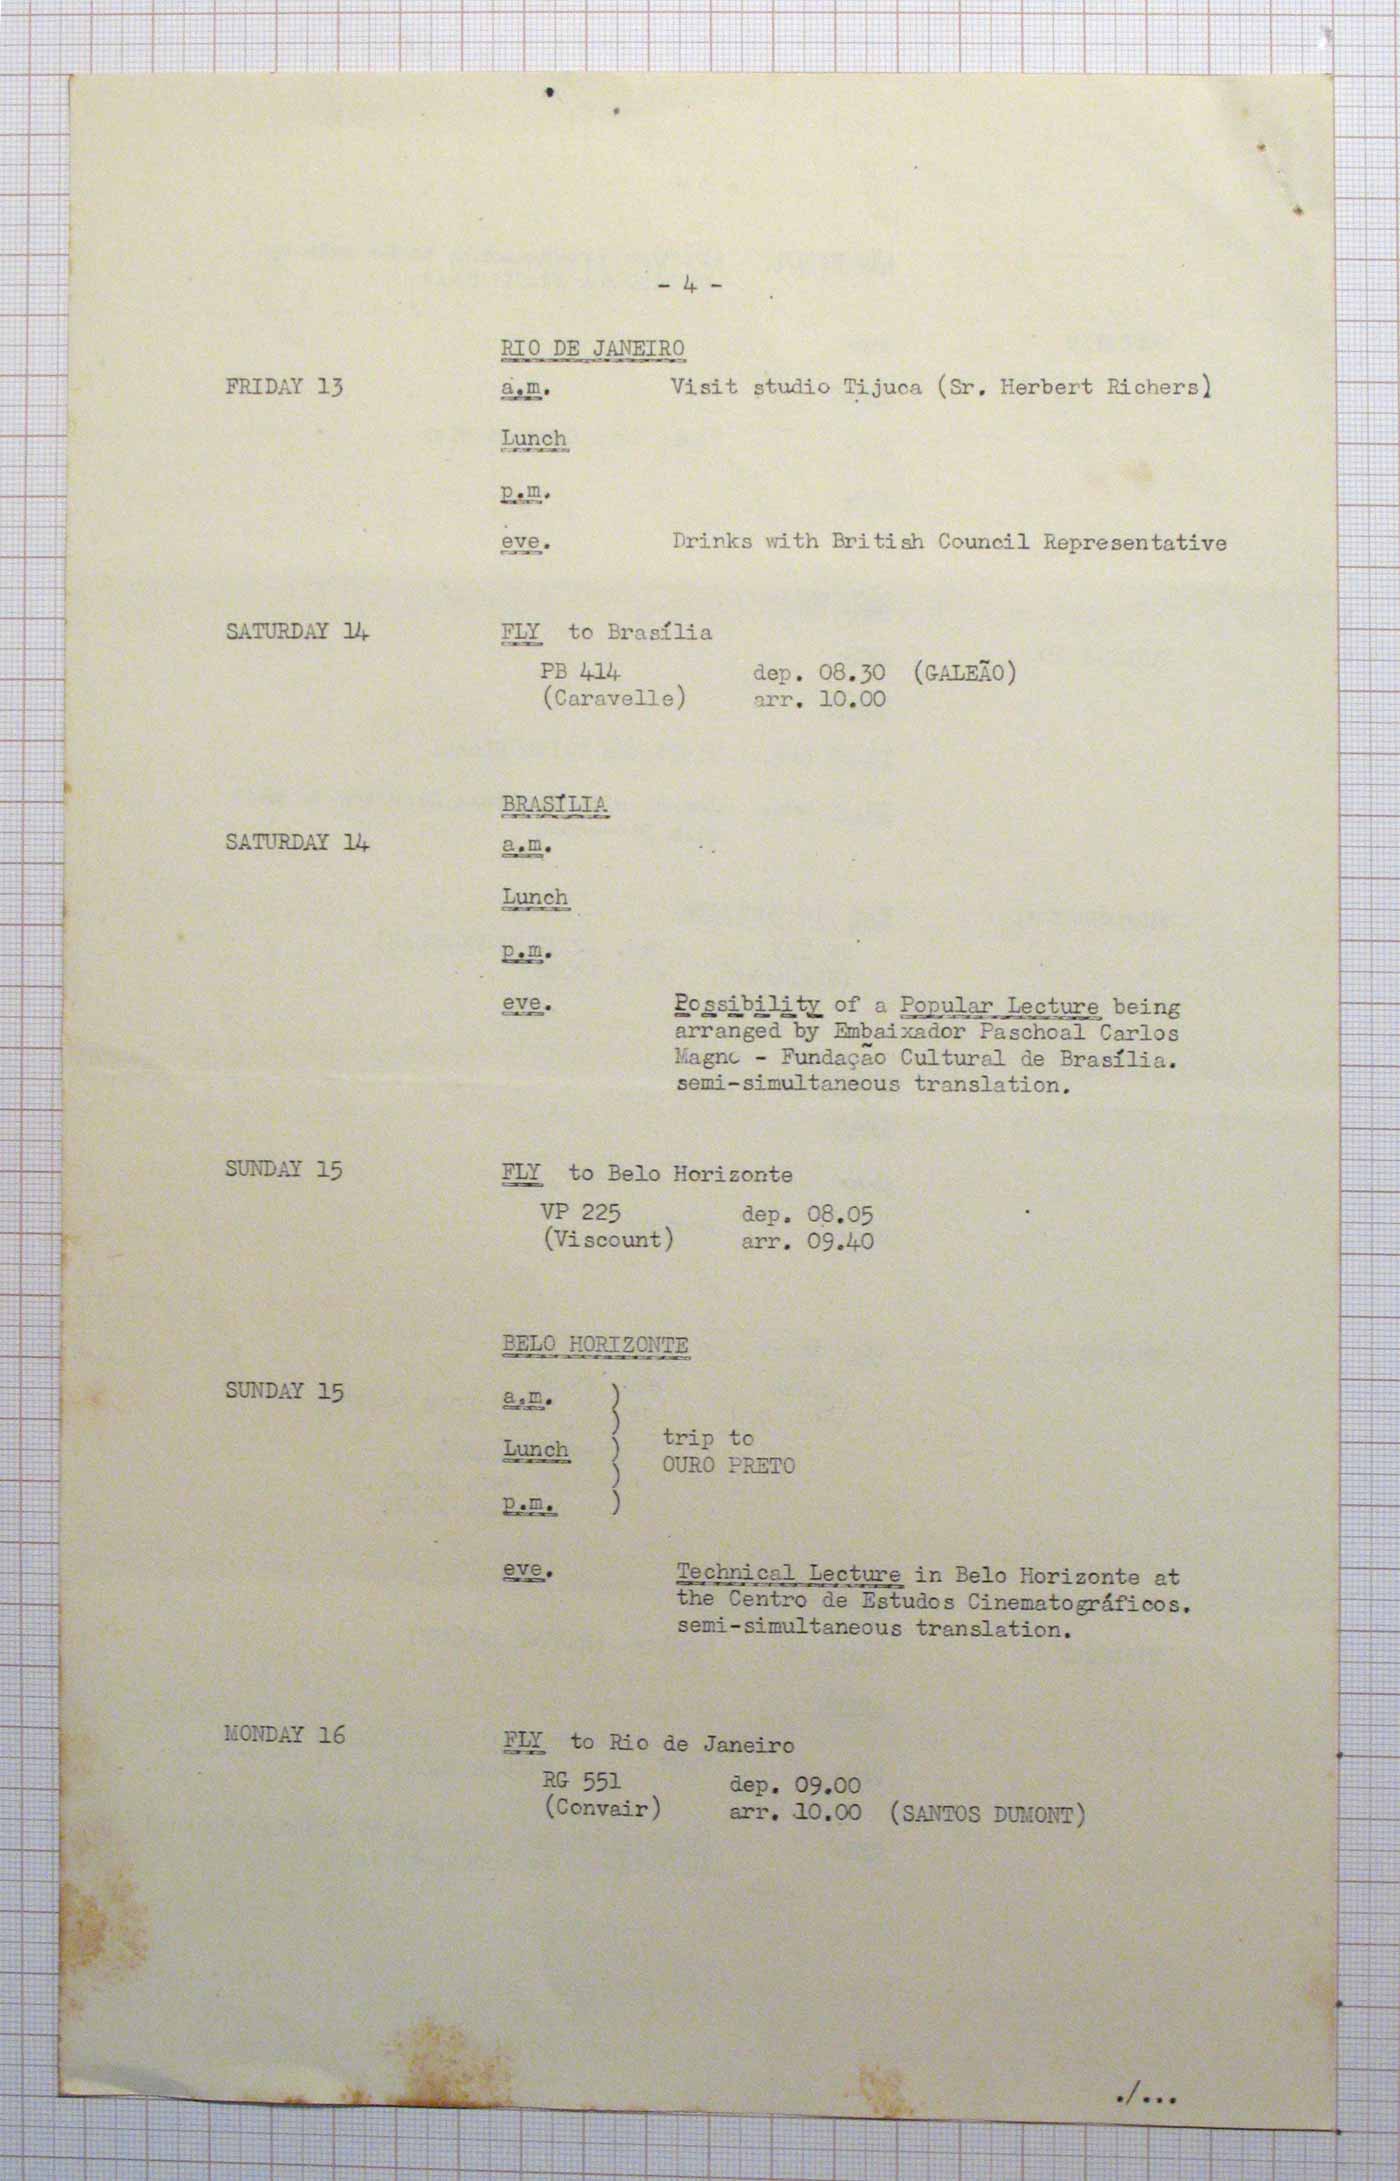 - 4 -
RIO DE JANEIRO
FRIDAY 13 a.m. Visit studio Tijuca (Sr. Herbert Richers)
Lunch
p.m.
eve. Drinks with British Council Representative
SATURDAY 14 FLY to Brasília
PB 414 dep. 08.30 (GALEÃO)
(Caravelle) arr. 10.00
BRASÍLIA
SATURDAY 14 a.m.
Lunch
p.m.
eve. Possibility of a Popular Lecture being
arranged by Embaixador Paschoal Carlos
Magno - Fundação Cultural de Brasília.
semi-simultaneous translation.
SUNDAY 15 FLY to Belo Horizonte
VP 225 dep. 08.05
(Viscount) arr. 09.40
BELO HORIZONTE
SUNDAY 15 a.m. )
) trip to
Lunch ) OURO PRETO
)
p.m. )
eve. Technical Lecture in Belo Horizonte at
the Centro de Estudos Cinematográficos.
semi-simultaneous translation.
MONDAY 16 FLY to Rio de Janeiro
RG 551 dep. 09.00
(Convair) arr. 10.00 (SANTOS DUMONT)
./...